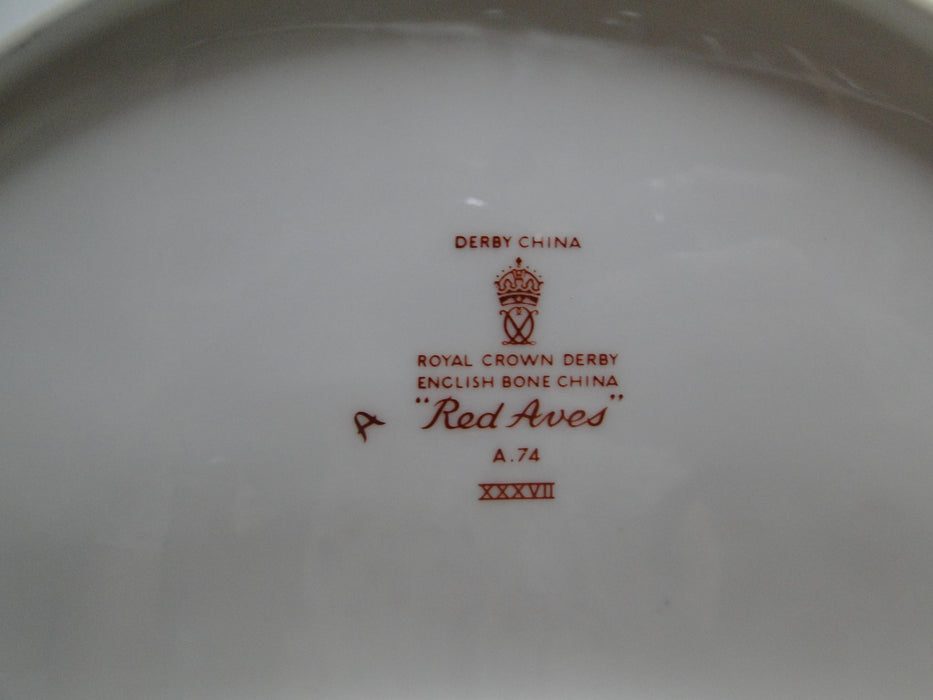 DERBY CHINA
ROYAL CROWN DERBY
ENGLISH BONE CHINA
"Red Aves"
A
A.74
XXXVII